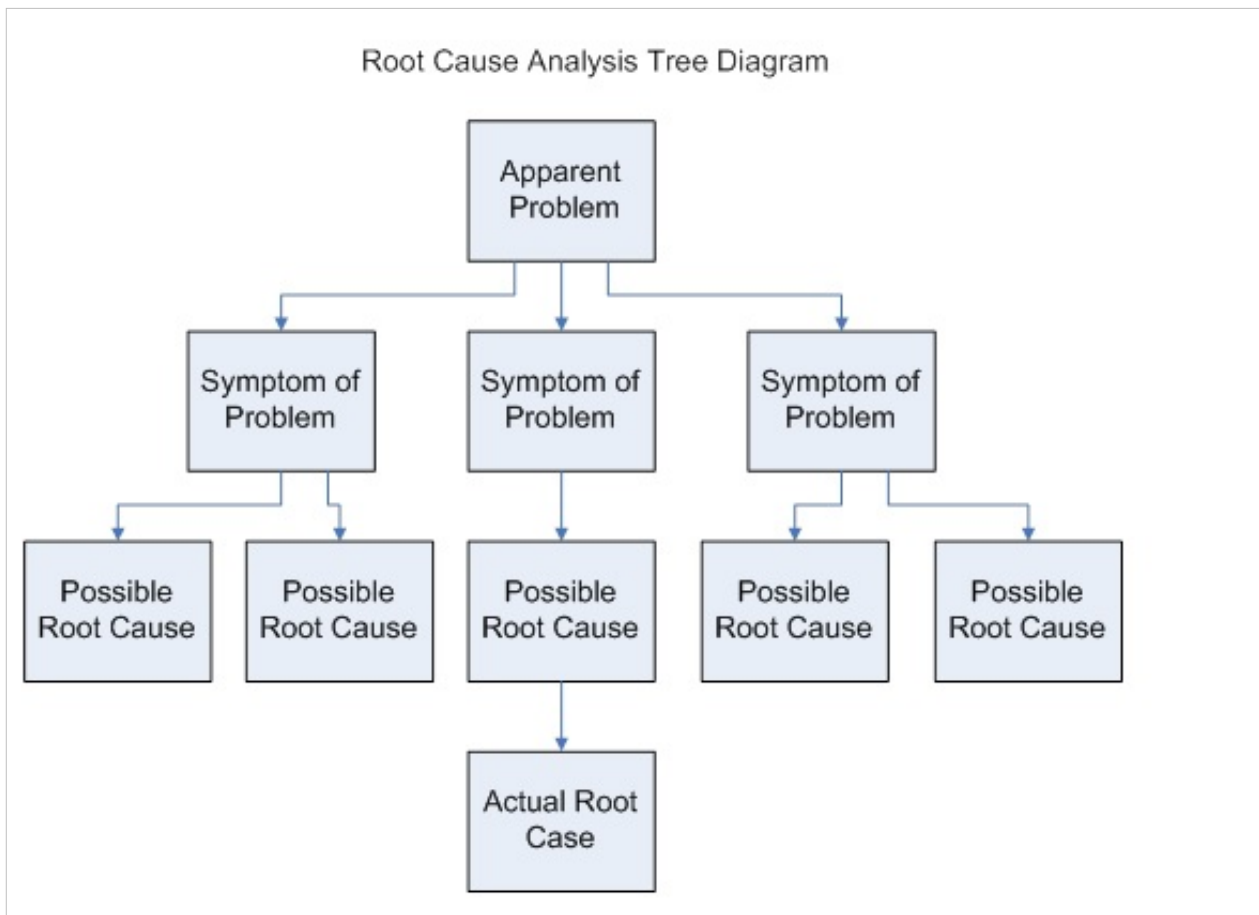 Root Cause Analysis Tree Diagram
Apparent
Problem
Symptom of
Problem
Symptom of
Problem
Symptom of
Problem
Possible
Root Cause
Possible
Root Cause
Possible
Root Cause
Possible
Root Cause
Possible
Root Cause
Actual Root
Case